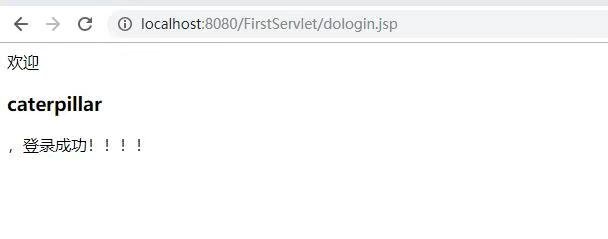 localhost:8080/FirstServlet/dologin.jsp
欢迎
caterpillar
，登录成功！！！！